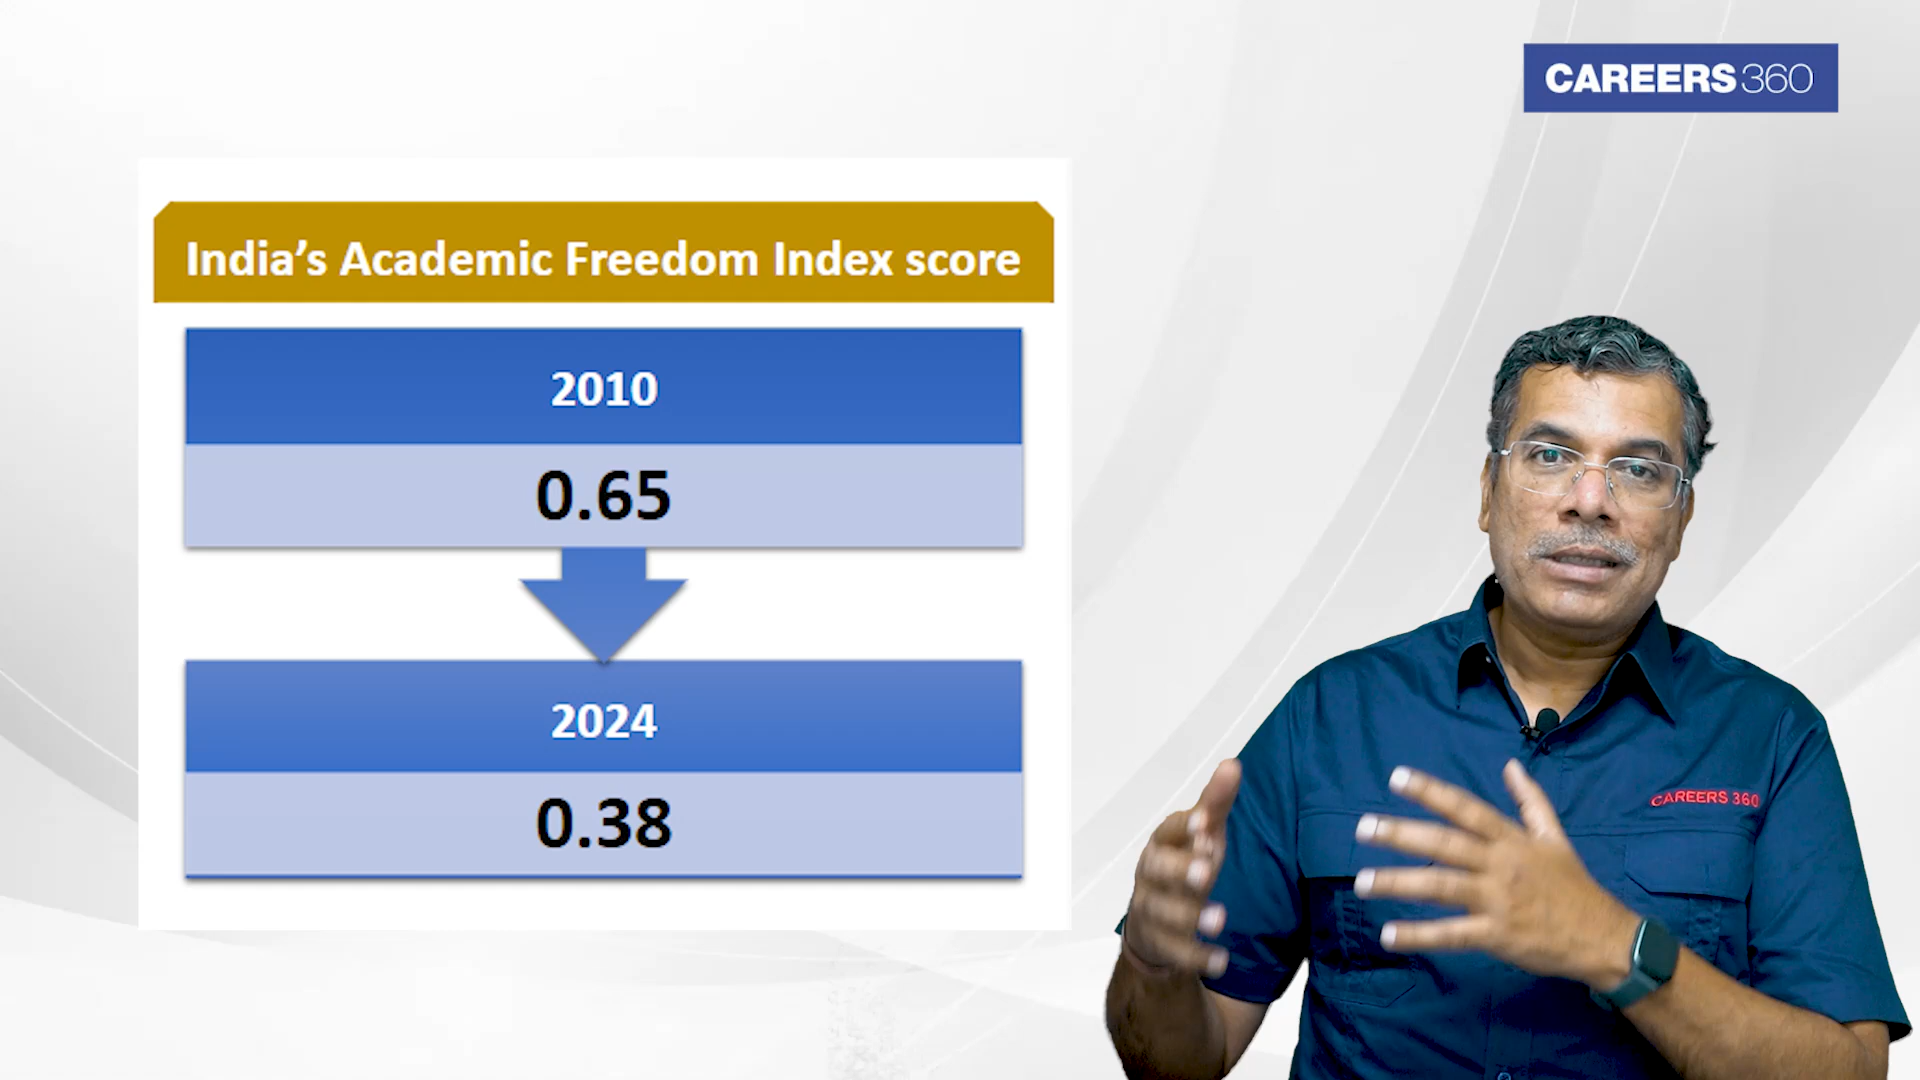 CAREERS360
India's Academic Freedom Index score
2010
0.65
2024
0.38
CAREERS 360